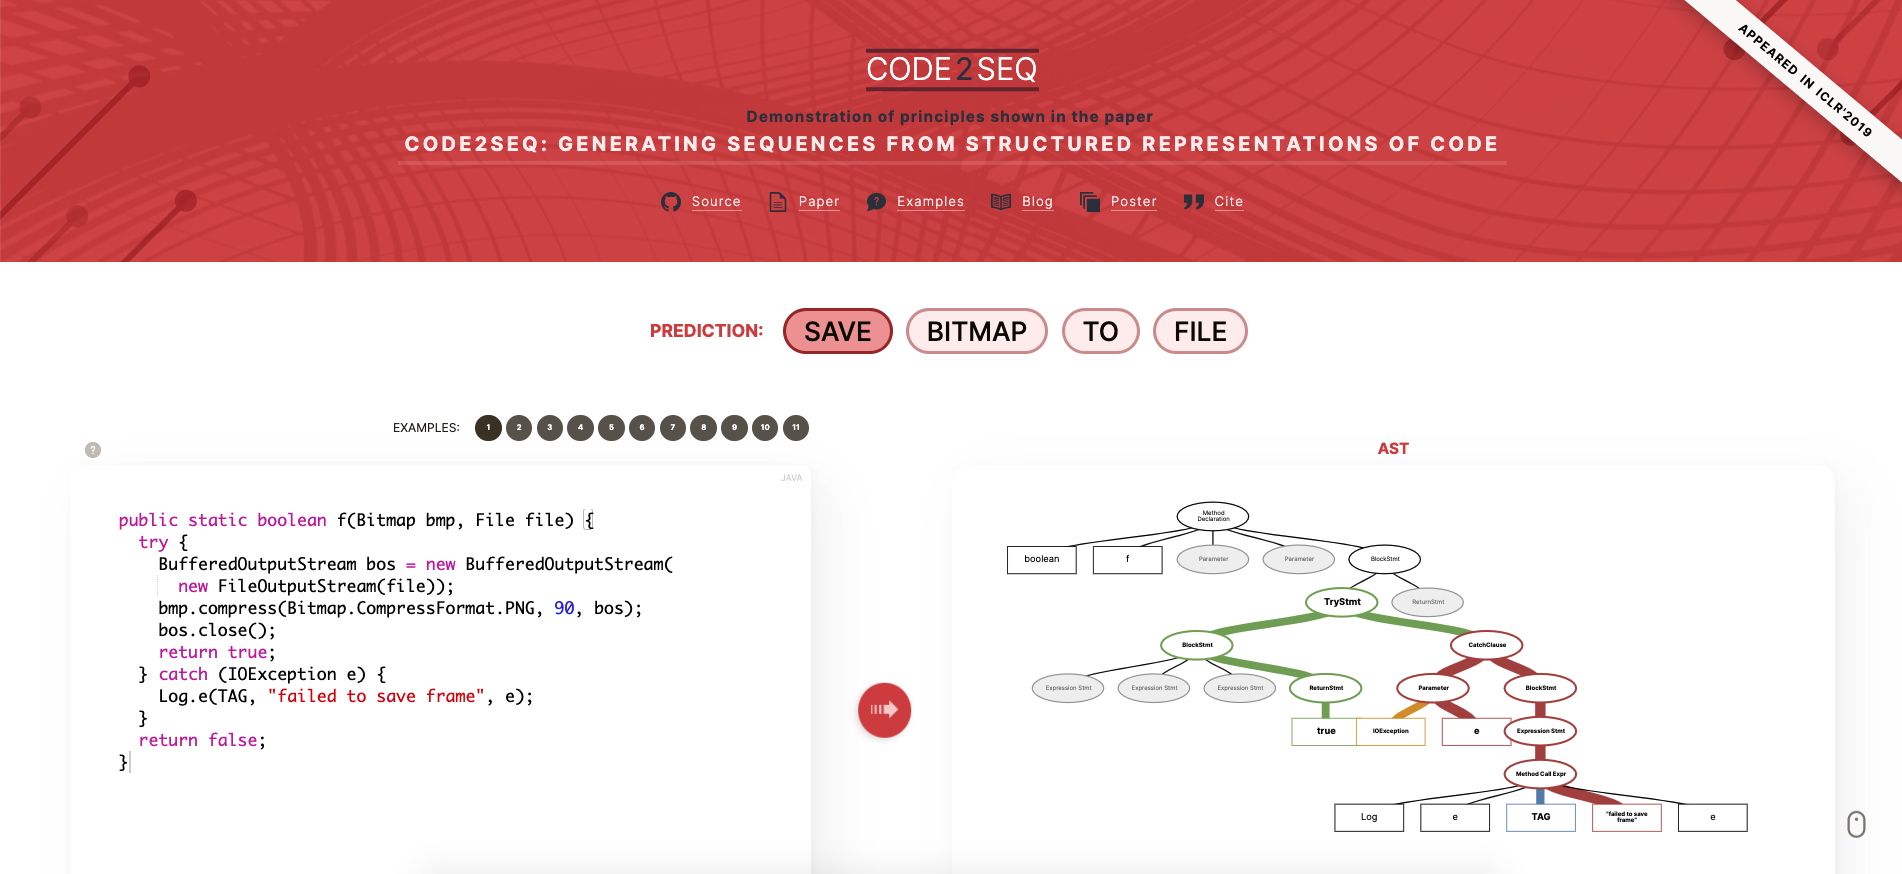 CODE2SEQ
APPEARED IN ICLR'2019
Demonstration of principles shown in the paper
CODE2SEQ: GENERATING SEQUENCES FROM STRUCTURED REPRESENTATIONS OF CODE
Source Paper Examples Blog Poster Cite
PREDICTION: SAVE BITMAP TO FILE
EXAMPLES: 1 2 3 4 5 6 7 8 9 10 11
?
JAVA
public static boolean f(Bitmap bmp, File file) {
try {
BufferedOutputStream bos = new BufferedOutputStream(
new FileOutputStream(file));
bmp.compress(Bitmap.CompressFormat.PNG, 90, bos);
bos.close();
return true;
} catch (IOException e) {
Log.e(TAG, "failed to save frame", e);
}
return false;
}
AST
Method
Declaration
boolean f Parameter Parameter BlockStmt
TryStmt ReturnStmt
BlockStmt CatchClause
Expression Stmt Expression Stmt Expression Stmt ReturnStmt Parameter BlockStmt
true IOException e Expression Stmt
Method Call Expr
Log e TAG "failed to save
frame" e